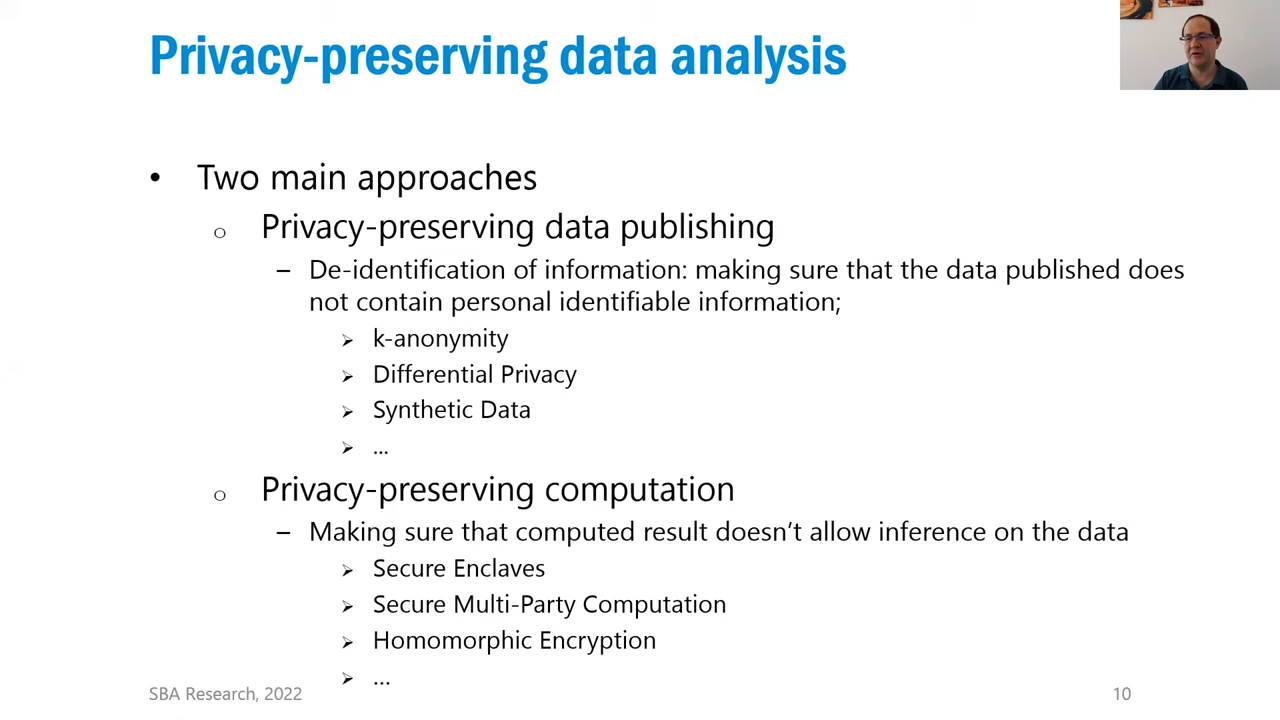 Privacy-preserving data analysis
• Two main approaches
o Privacy-preserving data publishing
– De-identification of information: making sure that the data published does
not contain personal identifiable information;
➢ k-anonymity
➢ Differential Privacy
➢ Synthetic Data
➢ ...
o Privacy-preserving computation
– Making sure that computed result doesn’t allow inference on the data
➢ Secure Enclaves
➢ Secure Multi-Party Computation
➢ Homomorphic Encryption
➢ ...
SBA Research, 2022
10